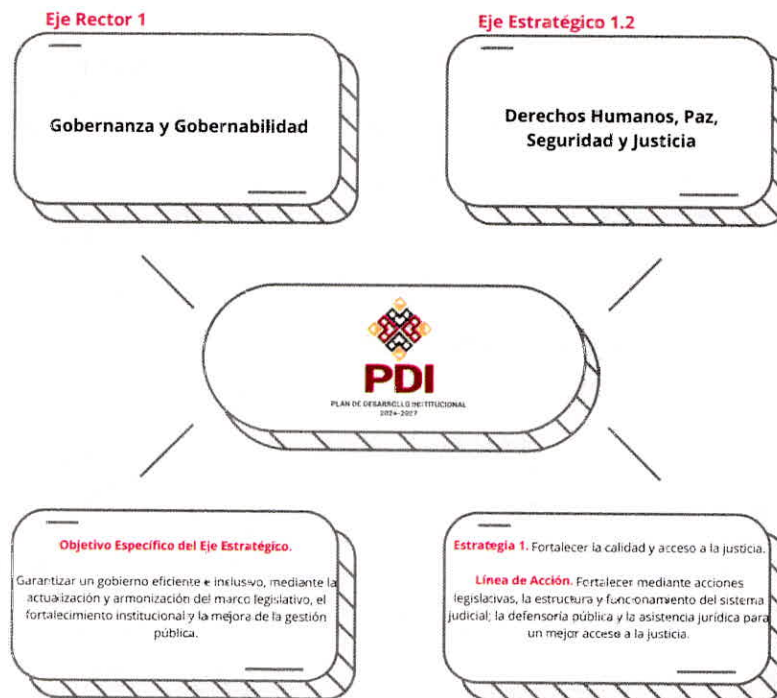 Eje Rector 1
Eje Estratégico 1.2
Gobernanza y Gobernabilidad
Derechos Humanos, Paz,
Seguridad y Justicia
PDI
PLAN DE DESARROLLO INSTITUCIONAL
2024-2027
Objetivo Específico del Eje Estratégico.
Garantizar un gobierno eficiente e inclusivo, mediante la
actualización y armonización del marco legislativo, el
fortalecimiento institucional y la mejora de la gestión
pública.
Estrategia 1. Fortalecer la calidad y acceso a la justicia.
Línea de Acción. Fortalecer mediante acciones
legislativas, la estructura y funcionamiento del sistema
judicial; la defensoría pública y la asistencia jurídica para
un mejor acceso a la justicia.